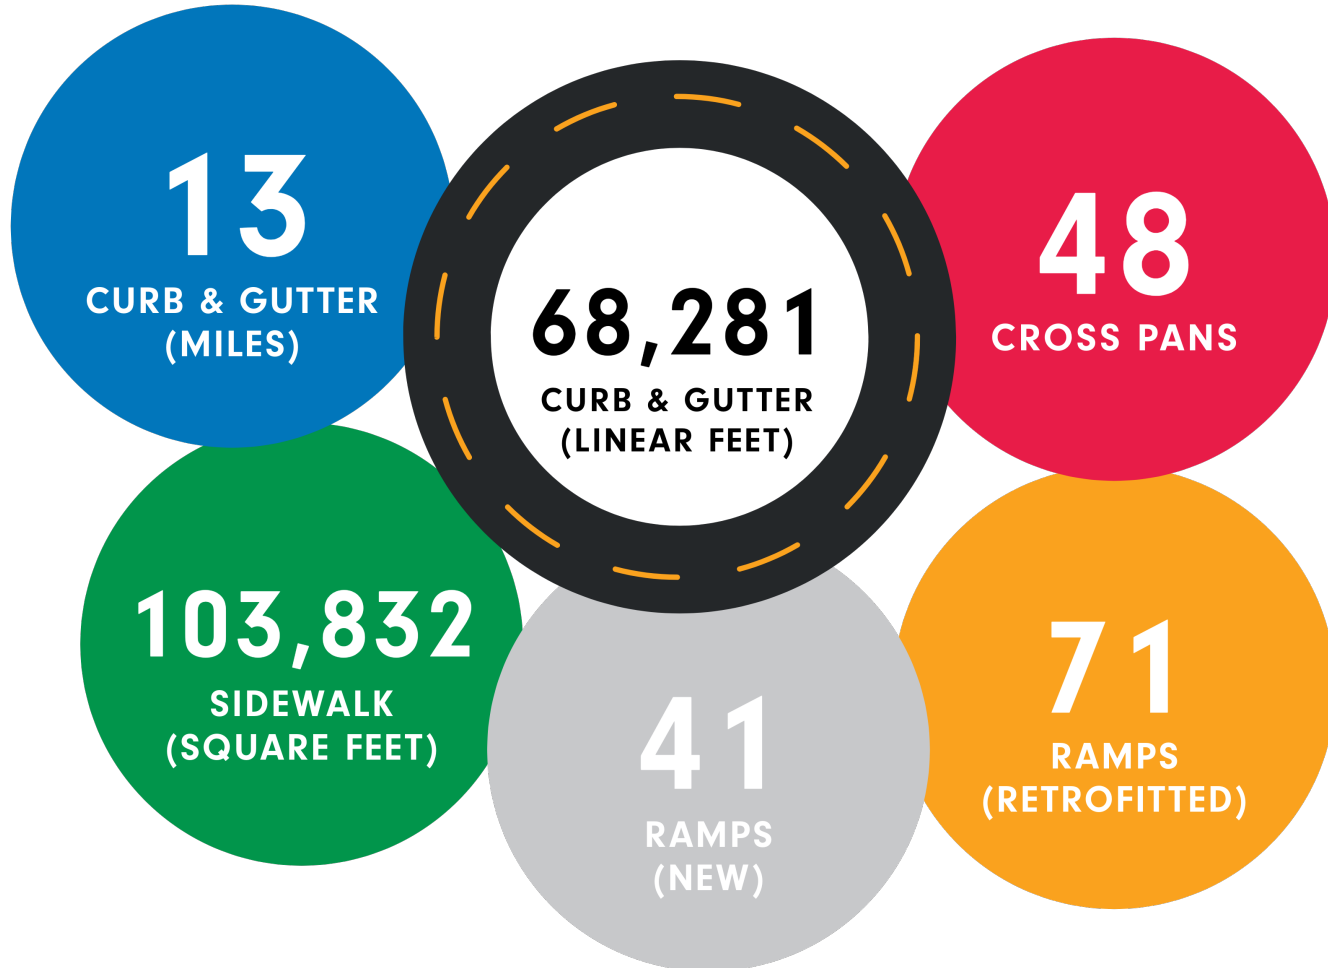 13
CURB & GUTTER
(MILES)
68,281
CURB & GUTTER
(LINEAR FEET)
48
CROSS PANS
103,832
SIDEWALK
(SQUARE FEET)
41
RAMPS
(NEW)
71
RAMPS
(RETROFITTED)